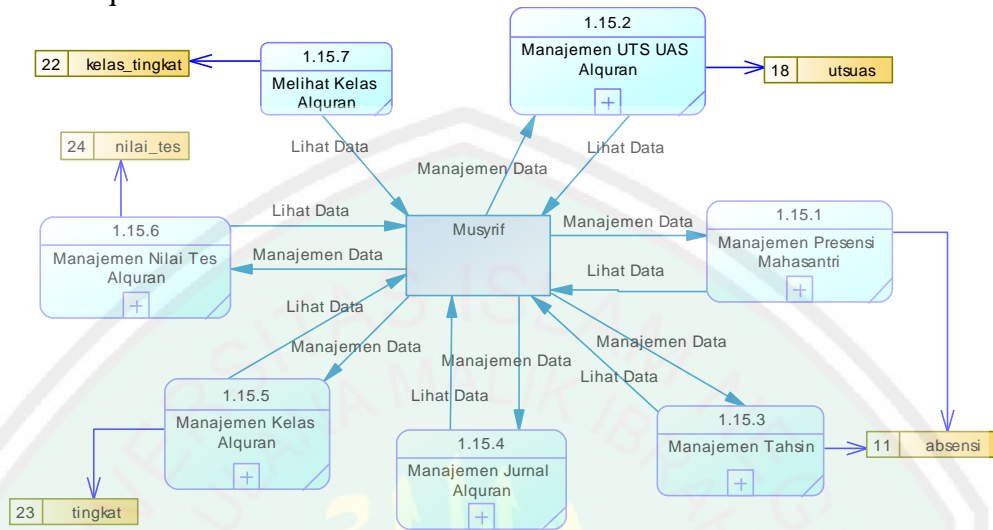 1.15.2
Manajemen UTS UAS
Alquran
18 utsuas
1.15.7
Melihat Kelas
Alquran
22 kelas_tingkat
24 nilai_tes
Lihat Data
Lihat Data
Manajemen Data
1.15.6
Manajemen Nilai Tes
Alquran
Lihat Data
Manajemen Data
Musyrif
Manajemen Data
Lihat Data
1.15.1
Manajemen Presensi
Mahasantri
Lihat Data
Manajemen Data
Manajemen Data
Lihat Data
Manajemen Data
Lihat Data
1.15.5
Manajemen Kelas
Alquran
1.15.4
Manajemen Jurnal
Alquran
1.15.3
Manajemen Tahsin
11 absensi
23 tingkat